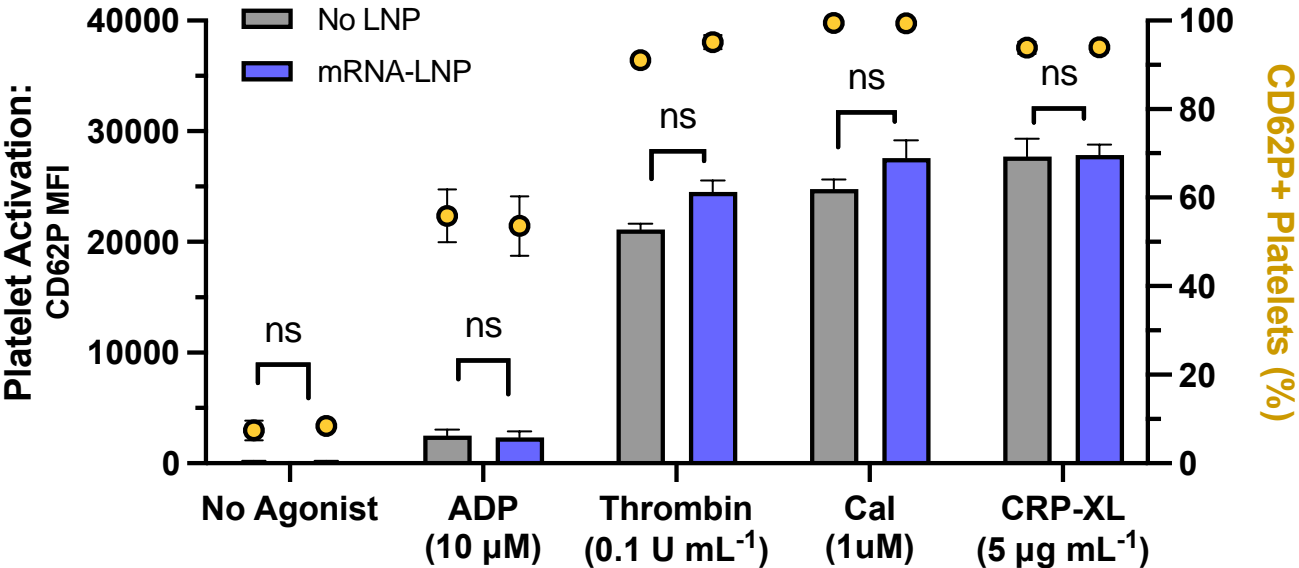 Platelet Activation:
CD62P MFI
40000
30000
20000
10000
0
No LNP
mRNA-LNP
ns
ns
ns
ns
ns
100
80
60
40
20
0
CD62P+ Platelets (%)
No Agonist
ADP
(10 µM)
Thrombin
(0.1 U mL⁻¹)
Cal
(1uM)
CRP-XL
(5 µg mL⁻¹)